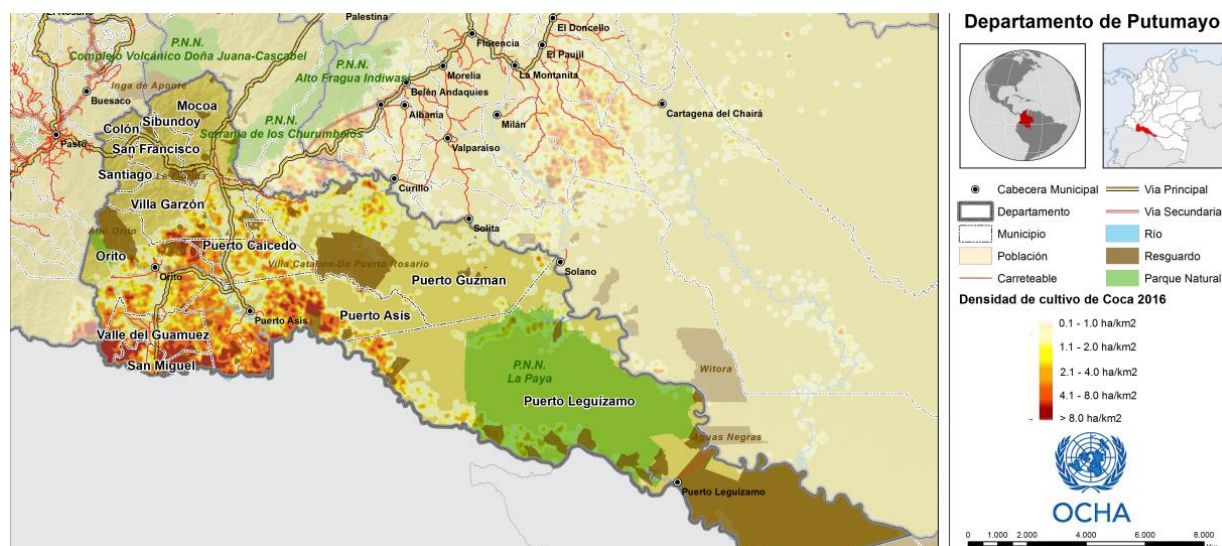 El Doncello
Palestina
P.N.N.
Complejo Volcánico Doña Juana-Cascabel
Florencia
El Paujil
P.N.N.
Alto Fragua Indiwasi
Morelia
La Montanita
Inga de Aponte
Belén Andaquies
Buesaco
Mocoa
Albania
Cartagena del Chairá
Sibundoy
P.N.N.
Milán
Colón
Serrania de los Churumbelos
Pasto
San Francisco
Valparaiso
Santiago
Curillo
Villa Garzón
Solita
Alto Orito
Puerto Caicedo
Orito
Villa Catalina-De Puerto Rosario
Solano
Orito
Puerto Guzman
Puerto Asis
Puerto Asis
Valle del Guamuez
San Miguel
P.N.N.
La Paya
Witora
Puerto Leguizamo
Aguas Negras
Puerto Leguizamo
Departamento de Putumayo
Cabecera Municipal
Via Principal
Departamento
Via Secundaria
Municipio
Río
Población
Resguardo
Carreteable
Parque Natural
Densidad de cultivo de Coca 2016
0.1 - 1.0 ha/km2
1.1 - 2.0 ha/km2
2.1 - 4.0 ha/km2
4.1 - 8.0 ha/km2
> 8.0 ha/km2
OCHA
0 1.000 2.000 4.000 6.000 8.000